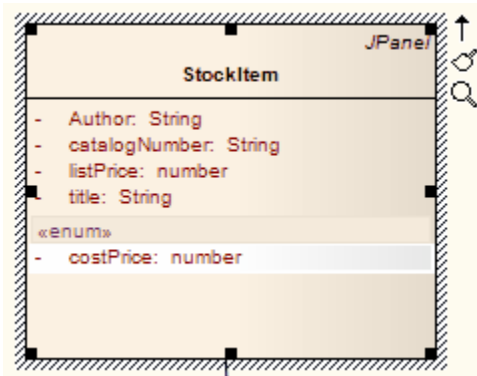 JPanel
StockItem
- Author: String
- catalogNumber: String
- listPrice: number
- title: String
«enum»
- costPrice: number